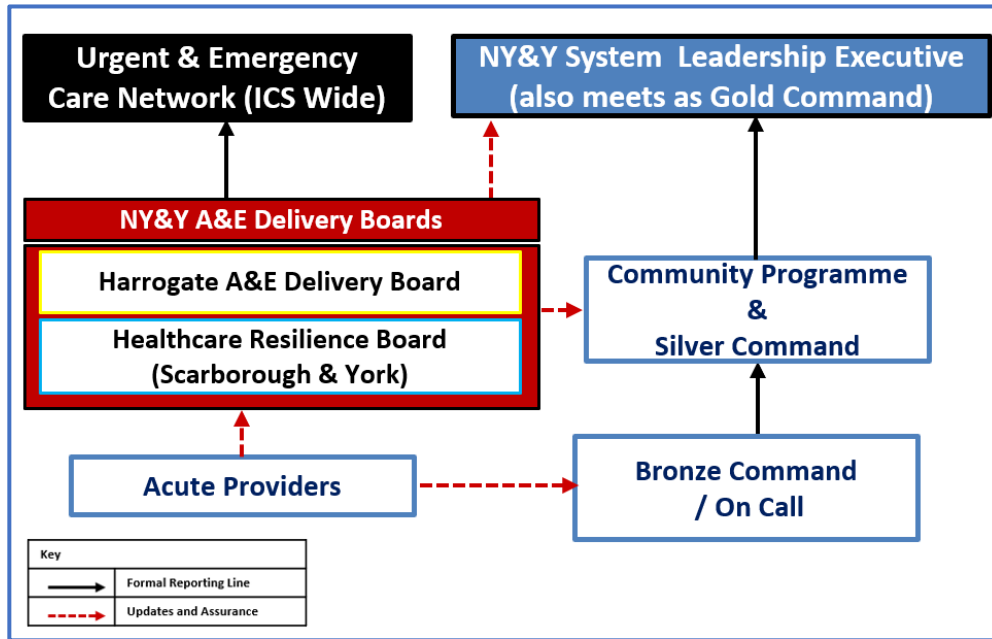 Urgent & Emergency
Care Network (ICS Wide)
NY&Y System Leadership Executive
(also meets as Gold Command)
NY&Y A&E Delivery Boards
Harrogate A&E Delivery Board
Healthcare Resilience Board
(Scarborough & York)
Community Programme
&
Silver Command
Acute Providers
Bronze Command
/ On Call
Key
Formal Reporting Line
Updates and Assurance